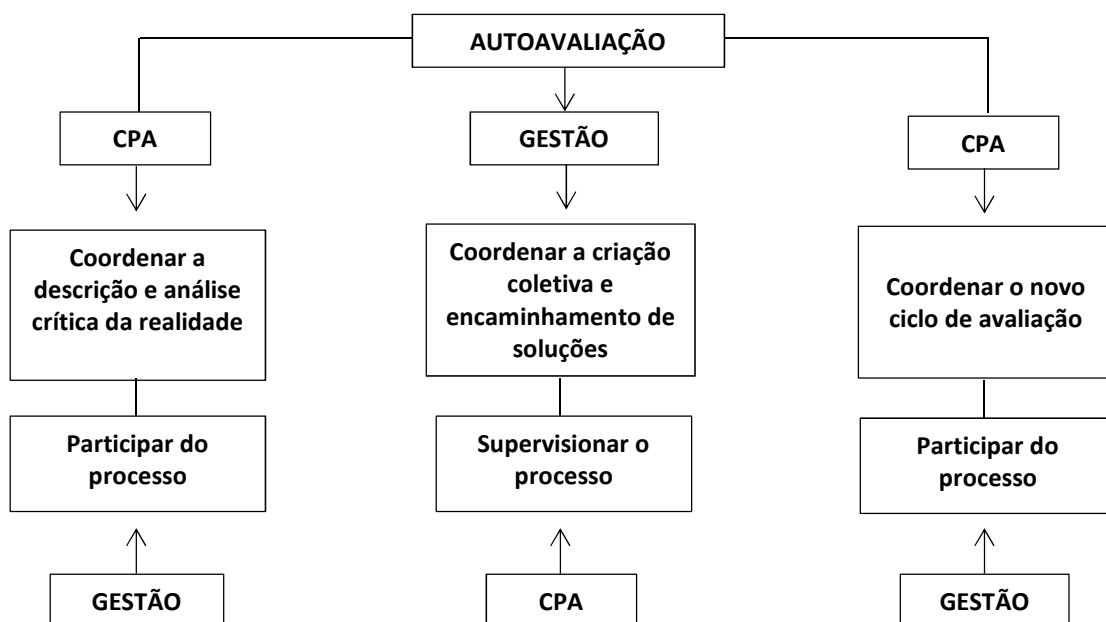 AUTOAVALIAÇÃO
CPA
GESTÃO
CPA
Coordenar a
descrição e análise
crítica da realidade
Coordenar a criação
coletiva e
encaminhamento de
soluções
Coordenar o novo
ciclo de avaliação
Participar do
processo
Supervisionar o
processo
Participar do
processo
GESTÃO
CPA
GESTÃO